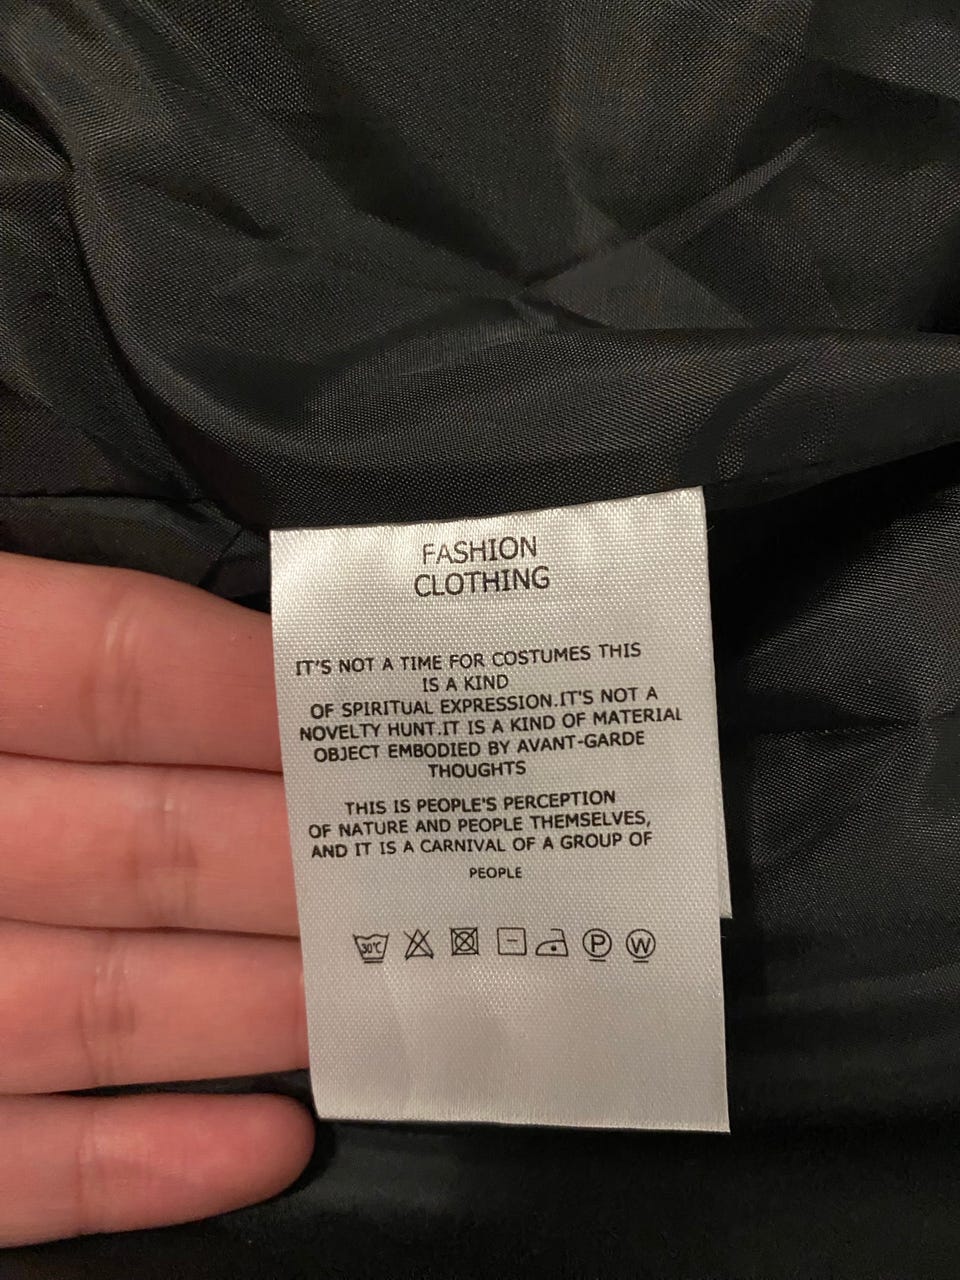 FASHION
CLOTHING
IT'S NOT A TIME FOR COSTUMES THIS
IS A KIND
OF SPIRITUAL EXPRESSION.IT'S NOT A
NOVELTY HUNT.IT IS A KIND OF MATERIAL
OBJECT EMBODIED BY AVANT-GARDE
THOUGHTS
THIS IS PEOPLE'S PERCEPTION
OF NATURE AND PEOPLE THEMSELVES,
AND IT IS A CARNIVAL OF A GROUP OF
PEOPLE
30℃ P W